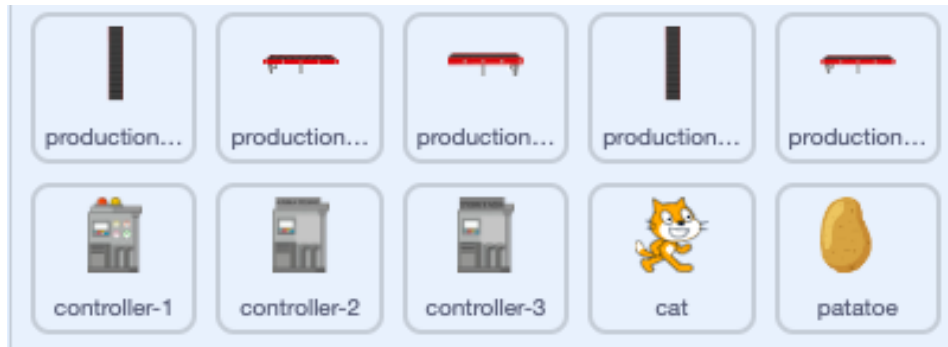 production...
production...
production...
production...
production...
controller-1
controller-2
controller-3
cat
patatoe